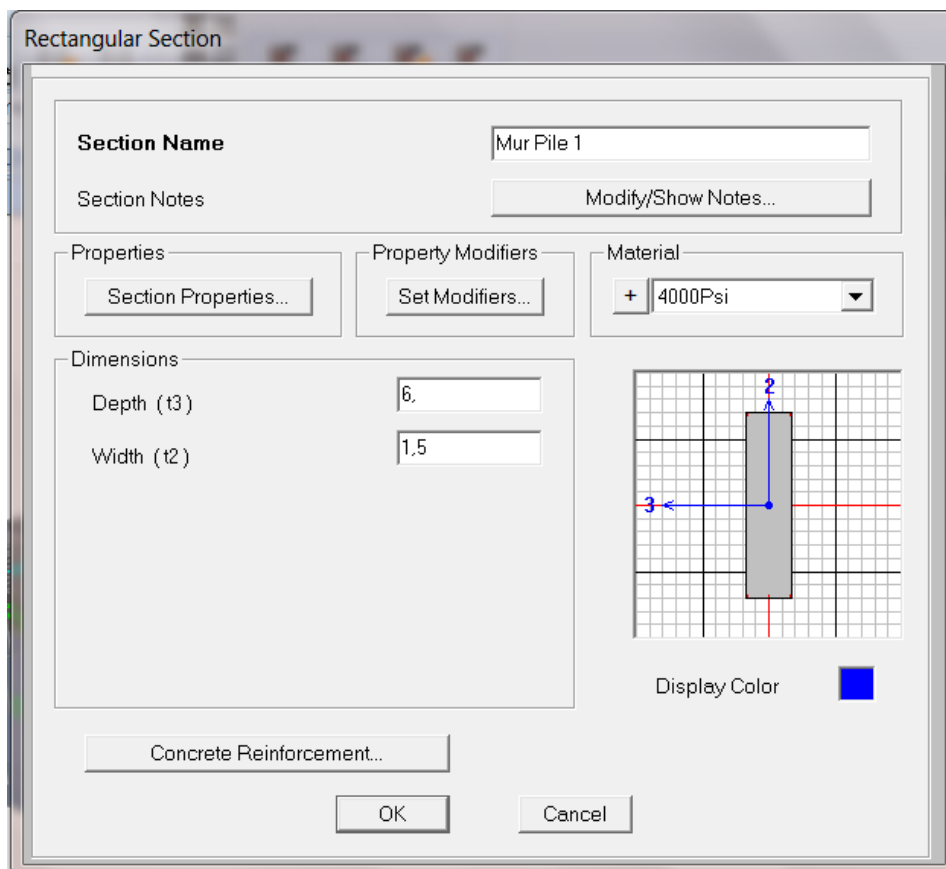 Rectangular Section
Section Name
Mur Pile 1
Section Notes
Modify/Show Notes...
Properties
Property Modifiers
Material
Section Properties...
Set Modifiers...
+
4000Psi
Dimensions
Depth (t3)
6,
Width (t2)
1,5
2
3
Display Color
Concrete Reinforcement...
OK
Cancel